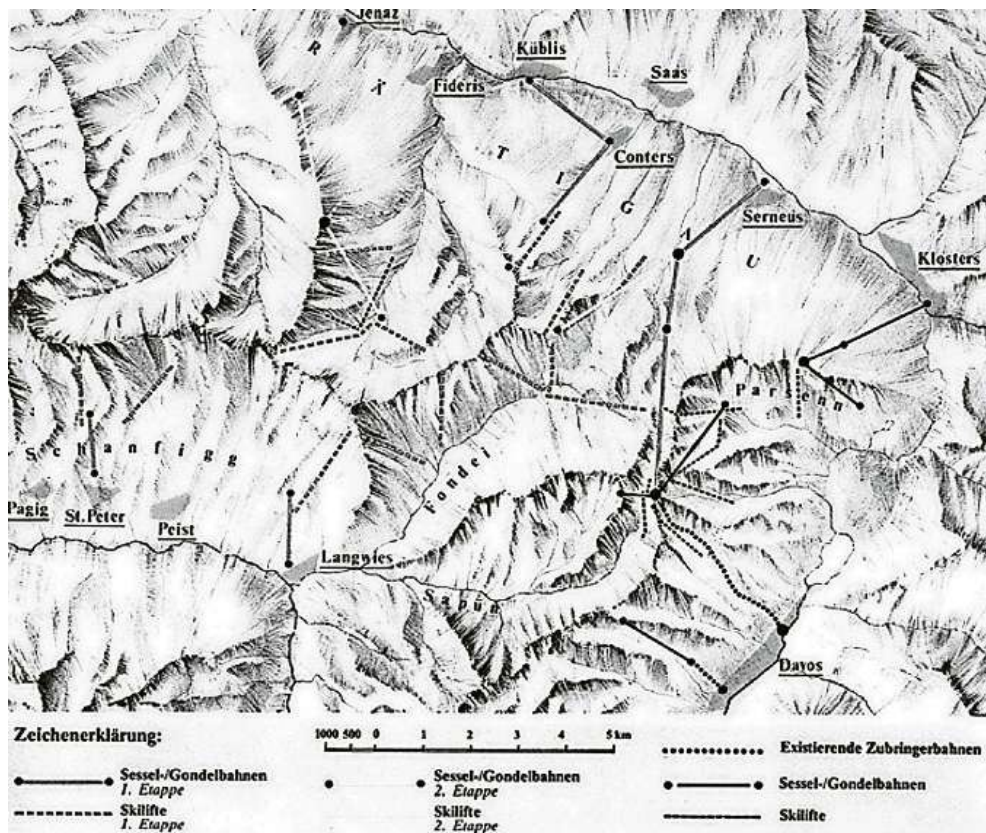 Jenaz
Küblis
Fideris
Saas
Conters
Serneus
Klosters
P R Ä T I G A U
Parsenn
Schanfigg
Fondei
Pagig
St.Peter
Peist
Langwies
Sapün
Davos
Zeichenerklärung:
1000 500 0 1 2 3 4 5 km
Existierende Zubringerbahnen
Sessel-/Gondelbahnen
1. Etappe
Sessel-/Gondelbahnen
2. Etappe
Sessel-/Gondelbahnen
Skilifte
1. Etappe
Skilifte
2. Etappe
Skilifte